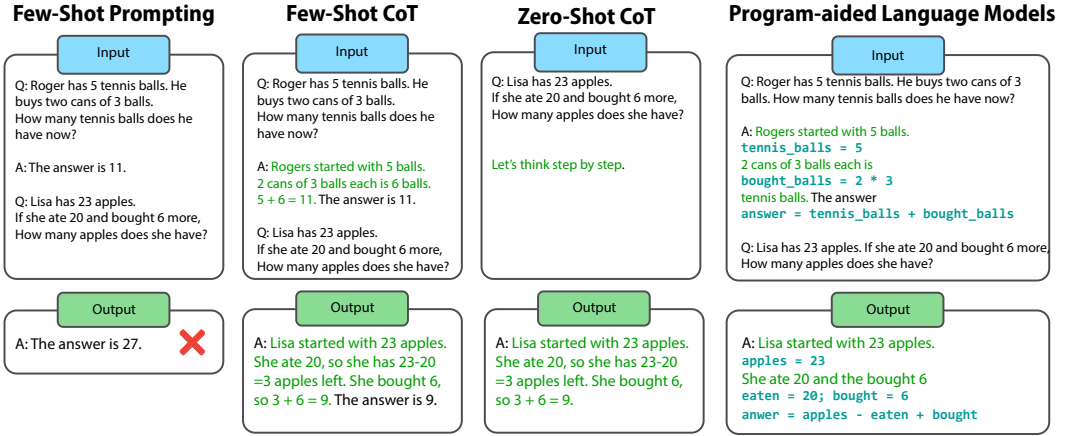 Few-Shot Prompting
Input
Q: Roger has 5 tennis balls. He
buys two cans of 3 balls.
How many tennis balls does he
have now?
A: The answer is 11.
Q: Lisa has 23 apples.
If she ate 20 and bought 6 more,
How many apples does she have?
Output
A: The answer is 27.
Few-Shot CoT
Input
Q: Roger has 5 tennis balls. He
buys two cans of 3 balls.
How many tennis balls does he
have now?
A: Rogers started with 5 balls.
2 cans of 3 balls each is 6 balls.
5 + 6 = 11. The answer is 11.
Q: Lisa has 23 apples.
If she ate 20 and bought 6 more,
How many apples does she have?
Output
A: Lisa started with 23 apples.
She ate 20, so she has 23-20
=3 apples left. She bought 6,
so 3 + 6 = 9. The answer is 9.
Zero-Shot CoT
Input
Q: Lisa has 23 apples.
If she ate 20 and bought 6 more,
How many apples does she have?
Let's think step by step.
Output
A: Lisa started with 23 apples.
She ate 20, so she has 23-20
=3 apples left. She bought 6,
so 3 + 6 = 9.
Program-aided Language Models
Input
Q: Roger has 5 tennis balls. He buys two cans of 3
balls. How many tennis balls does he have now?
A: Rogers started with 5 balls.
tennis_balls = 5
2 cans of 3 balls each is
bought_balls = 2 * 3
tennis balls. The answer
answer = tennis_balls + bought_balls
Q: Lisa has 23 apples. If she ate 20 and bought 6 more,
How many apples does she have?
Output
A: Lisa started with 23 apples.
apples = 23
She ate 20 and the bought 6
eaten = 20; bought = 6
anwer = apples - eaten + bought